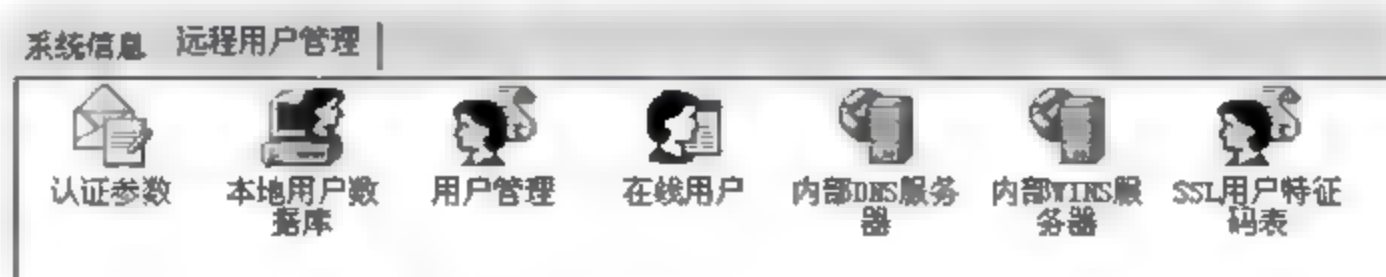 系统信息 远程用户管理
认证参数 本地用户数 用户管理 在线用户 内部DNS服务 内部WINS服 SSL用户特征
据库 器 务器 码表